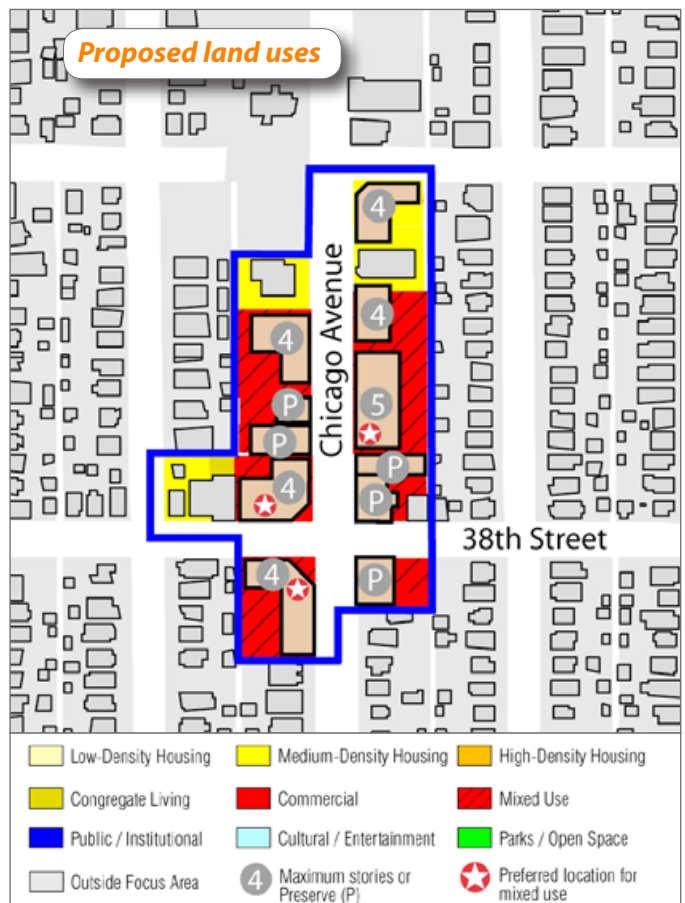 Proposed land uses
4
Chicago Avenue
4
4
5
P
P
4
P
P
38th Street
4
P
Low-Density Housing
Medium-Density Housing
High-Density Housing
Congregate Living
Commercial
Mixed Use
Public / Institutional
Cultural / Entertainment
Parks / Open Space
Outside Focus Area
4
Maximum stories or
Preserve (P)
Preferred location for
mixed use